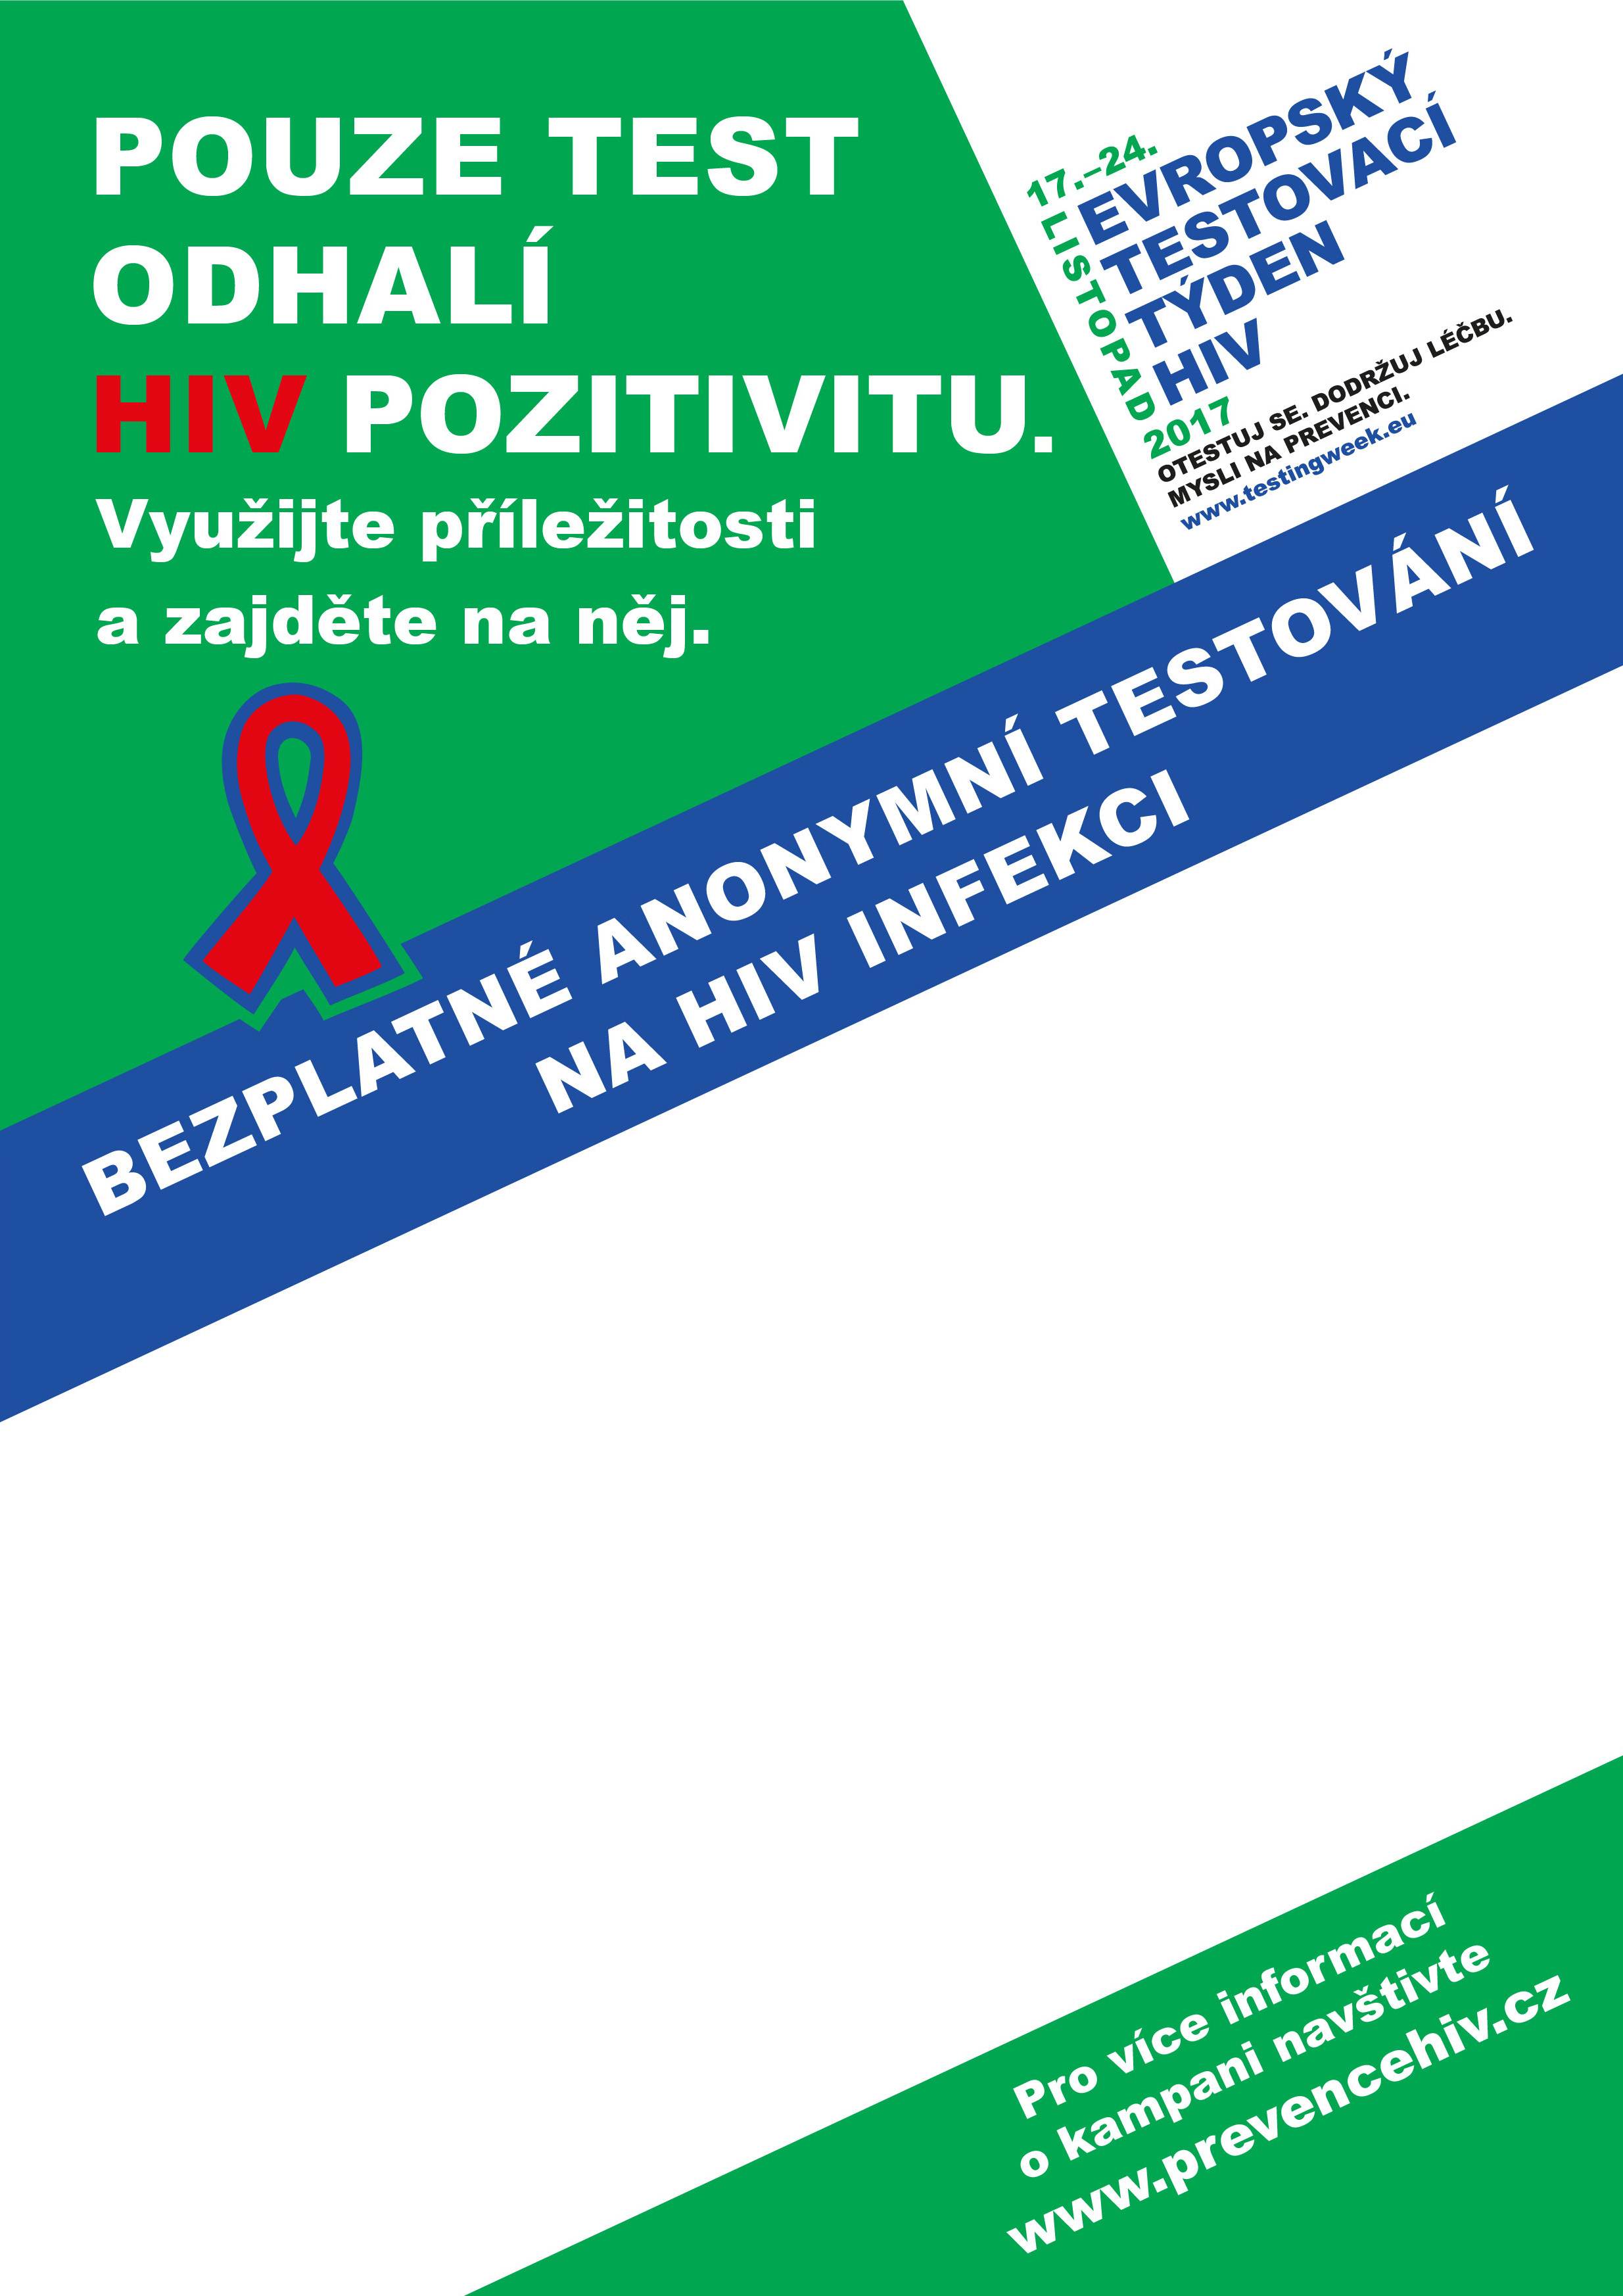 POUZE TEST
ODHALÍ
HIV POZITIVITU.
Využijte příležitosti
a zajděte na něj.
17.–24.
LISTOPAD
2017
EVROPSKÝ
TESTOVACÍ
TÝDEN
HIV
OTESTUJ SE. DODRŽUJ LÉČBU.
MYSLI NA PREVENCI.
www.testingweek.eu
BEZPLATNÉ ANONYMNÍ TESTOVÁNÍ
NA HIV INFEKCI
Pro více informací
o kampani navštivte
www.prevencehiv.cz